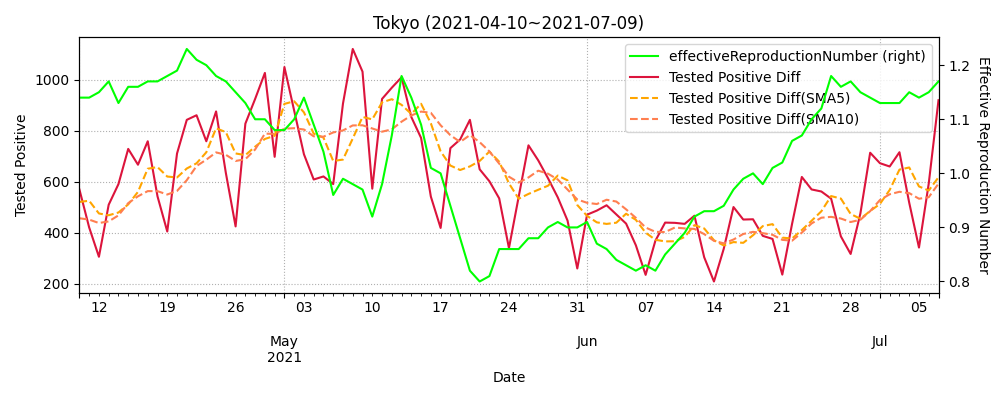 Tokyo (2021-04-10~2021-07-09)
effectiveReproductionNumber (right)
Tested Positive Diff
Tested Positive Diff(SMA5)
Tested Positive Diff(SMA10)
Tested Positive
1000
800
600
400
200
Effective Reproduction Number
1.2
1.1
1.0
0.9
0.8
12 19 26 03 10 17 24 31 07 14 21 28 05
May Jun Jul
2021
Date